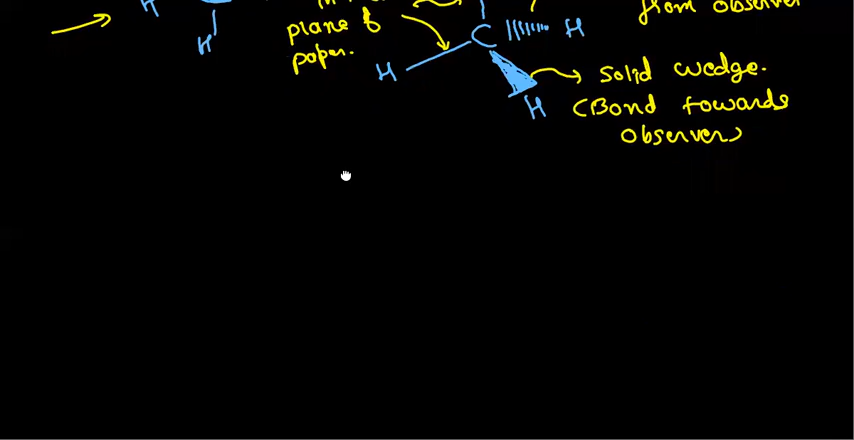 from observer
plane of
paper.
H
H
C
H
H
H
solid wedge.
(Bond towards
observer)